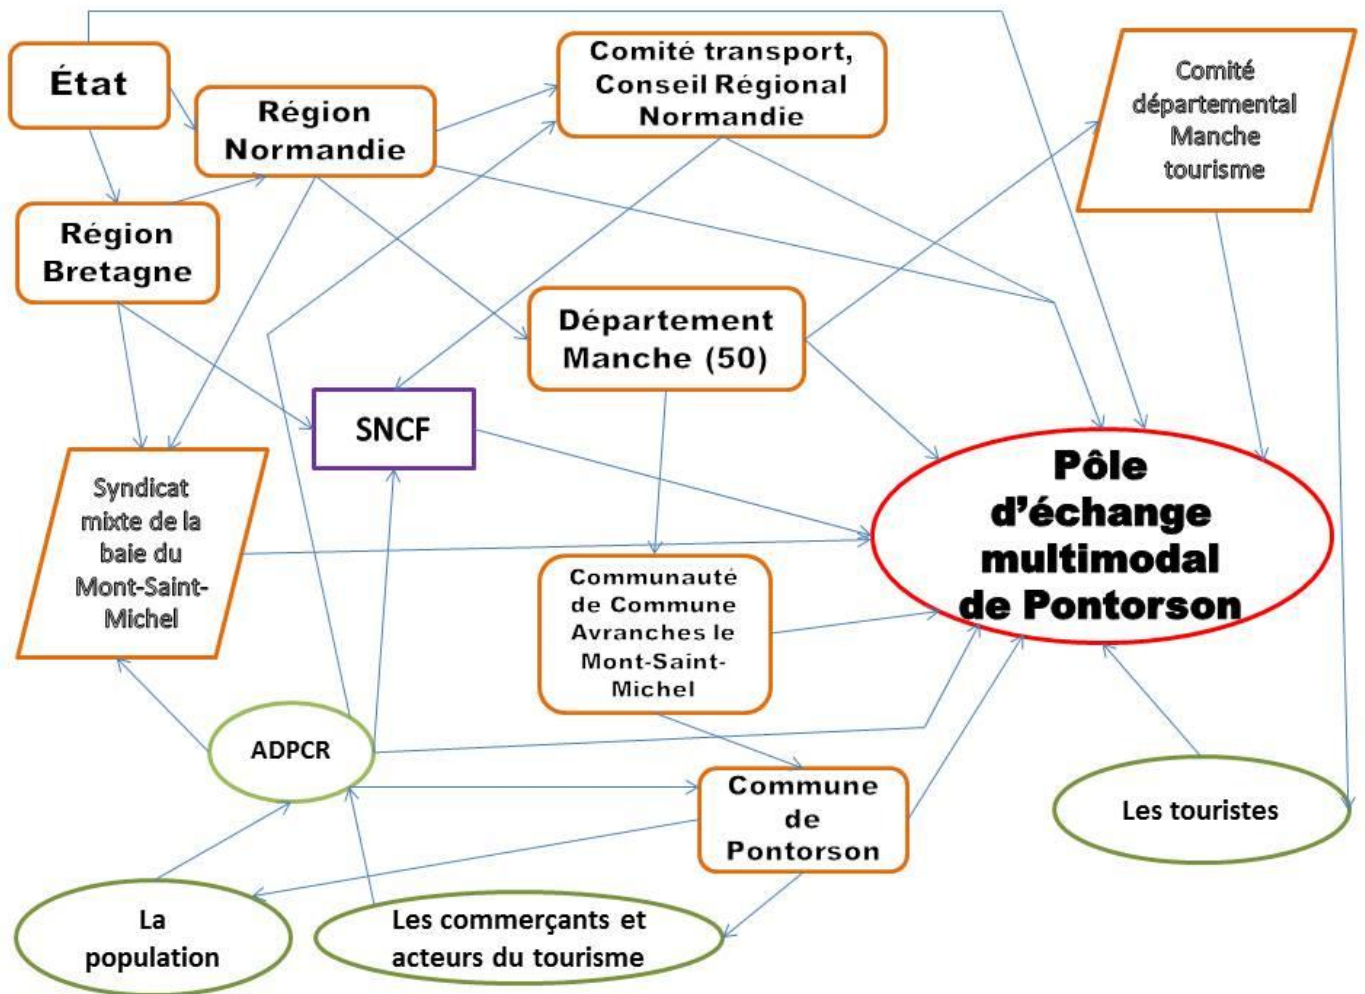 État
Région
Normandie
Comité transport,
Conseil Régional
Normandie
Comité
départemental
Manche
tourisme
Région
Bretagne
Département
Manche (50)
SNCF
Syndicat
mixte de la
baie du
Mont-Saint-
Michel
Pôle
d’échange
multimodal
de Pontorson
Communauté
de Commune
Avranches le
Mont-Saint-
Michel
ADPCR
Commune
de
Pontorson
Les touristes
La
population
Les commerçants et
acteurs du tourisme